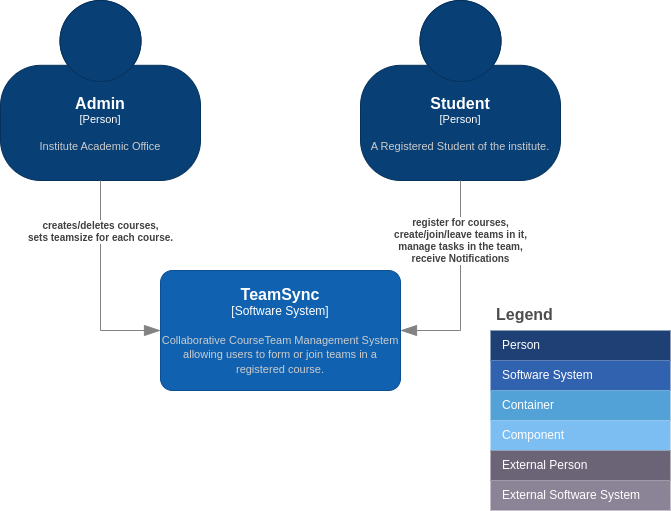 Admin
[Person]
Institute Academic Office
Student
[Person]
A Registered Student of the institute.
creates/deletes courses,
sets teamsize for each course.
register for courses,
create/join/leave teams in it,
manage tasks in the team,
receive Notifications
TeamSync
[Software System]
Collaborative CourseTeam Management System
allowing users to form or join teams in a
registered course.
Legend
Person
Software System
Container
Component
External Person
External Software System